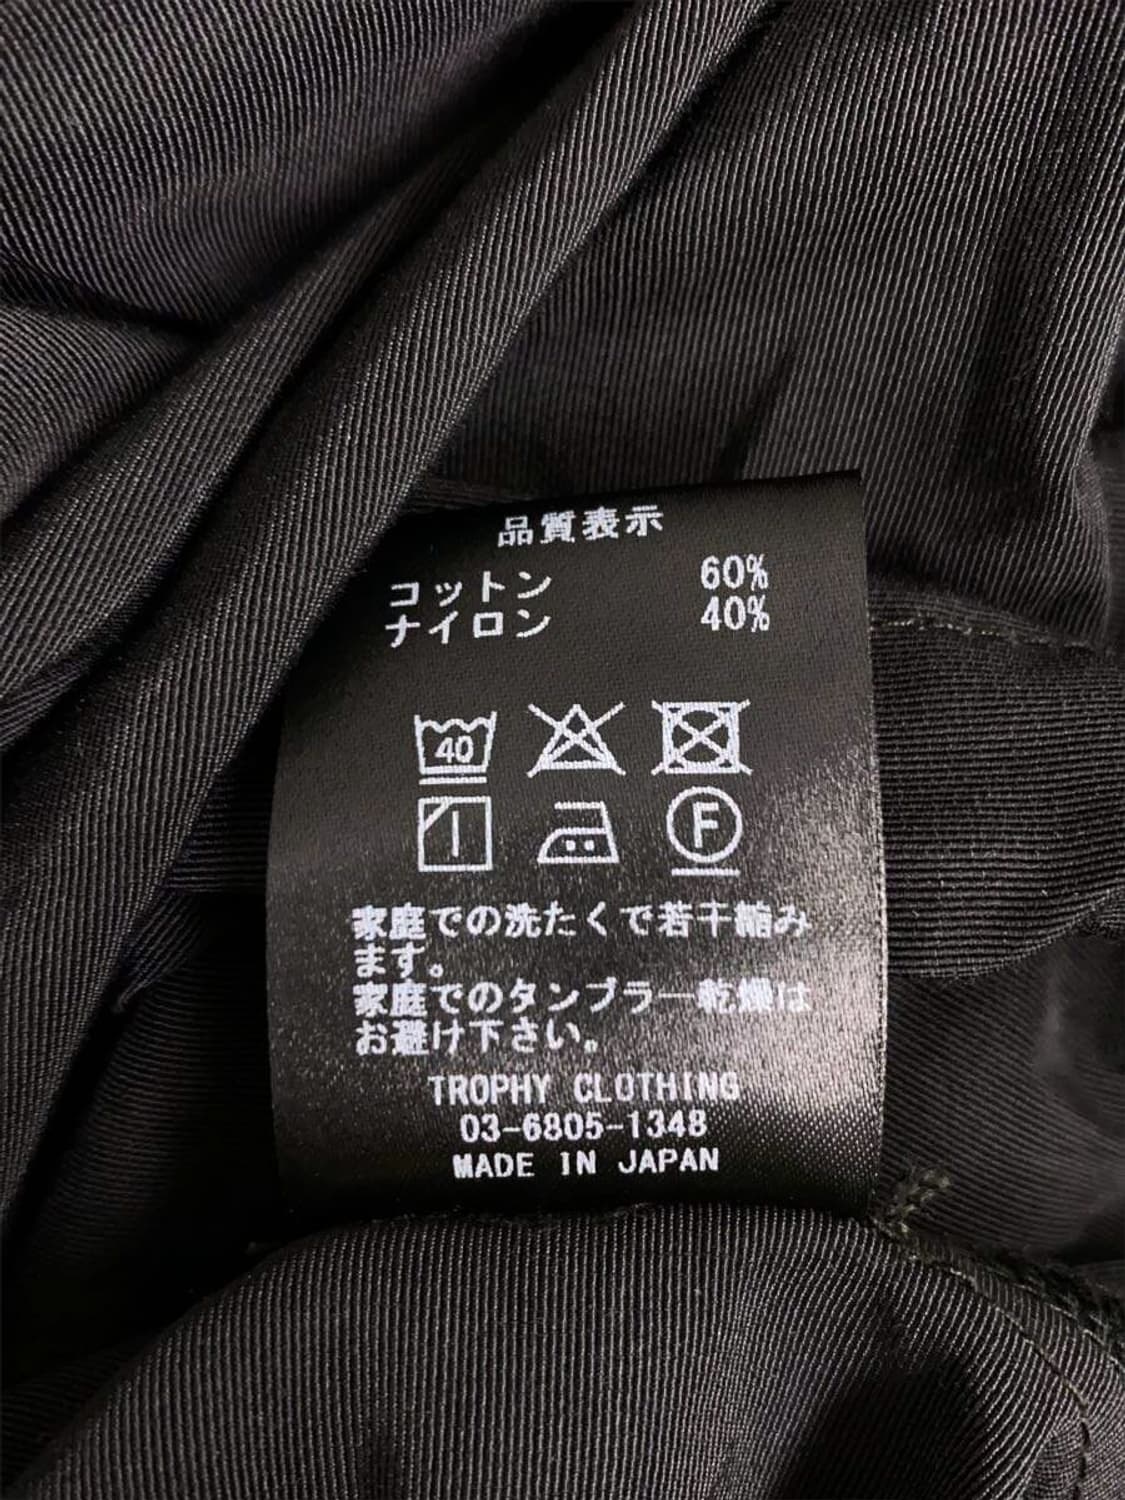 品質表示
コットン 60%
ナイロン 40%
40
F
家庭での洗たくで若干縮み
ます。
家庭でのタンブラー乾燥は
お避け下さい。
TROPHY CLOTHING
03-6805-1348
MADE IN JAPAN